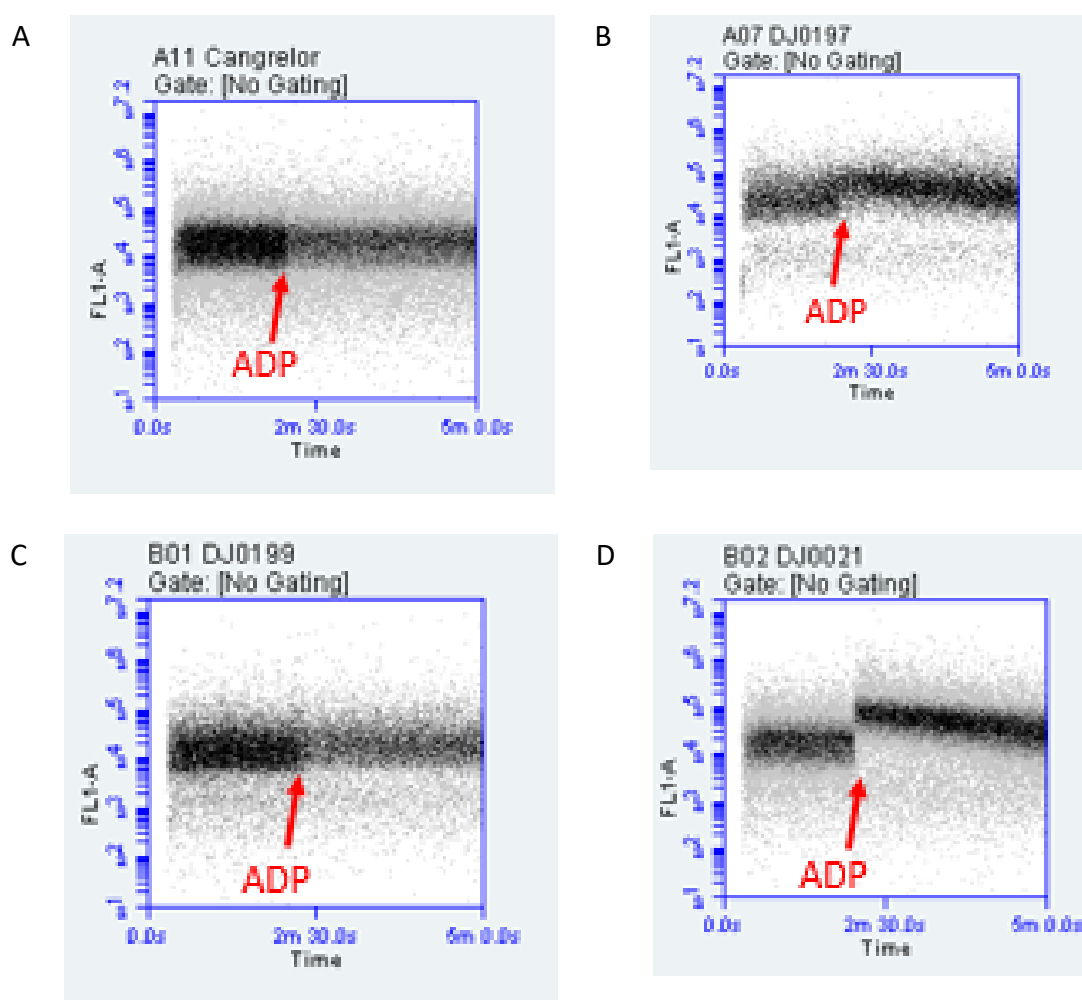 A
A11 Cangrelor
Gate: [No Gating]
FL1-A
ADP
0.0s 2m 30.0s 5m 0.0s
Time
B
A07 DJ0197
Gate: [No Gating]
FL1-A
ADP
0.0s 2m 30.0s 5m 0.0s
Time
C
B01 DJ0199
Gate: [No Gating]
FL1-A
ADP
0.0s 2m 30.0s 5m 0.0s
Time
D
B02 DJ0021
Gate: [No Gating]
FL1-A
ADP
0.0s 2m 30.0s 5m 0.0s
Time